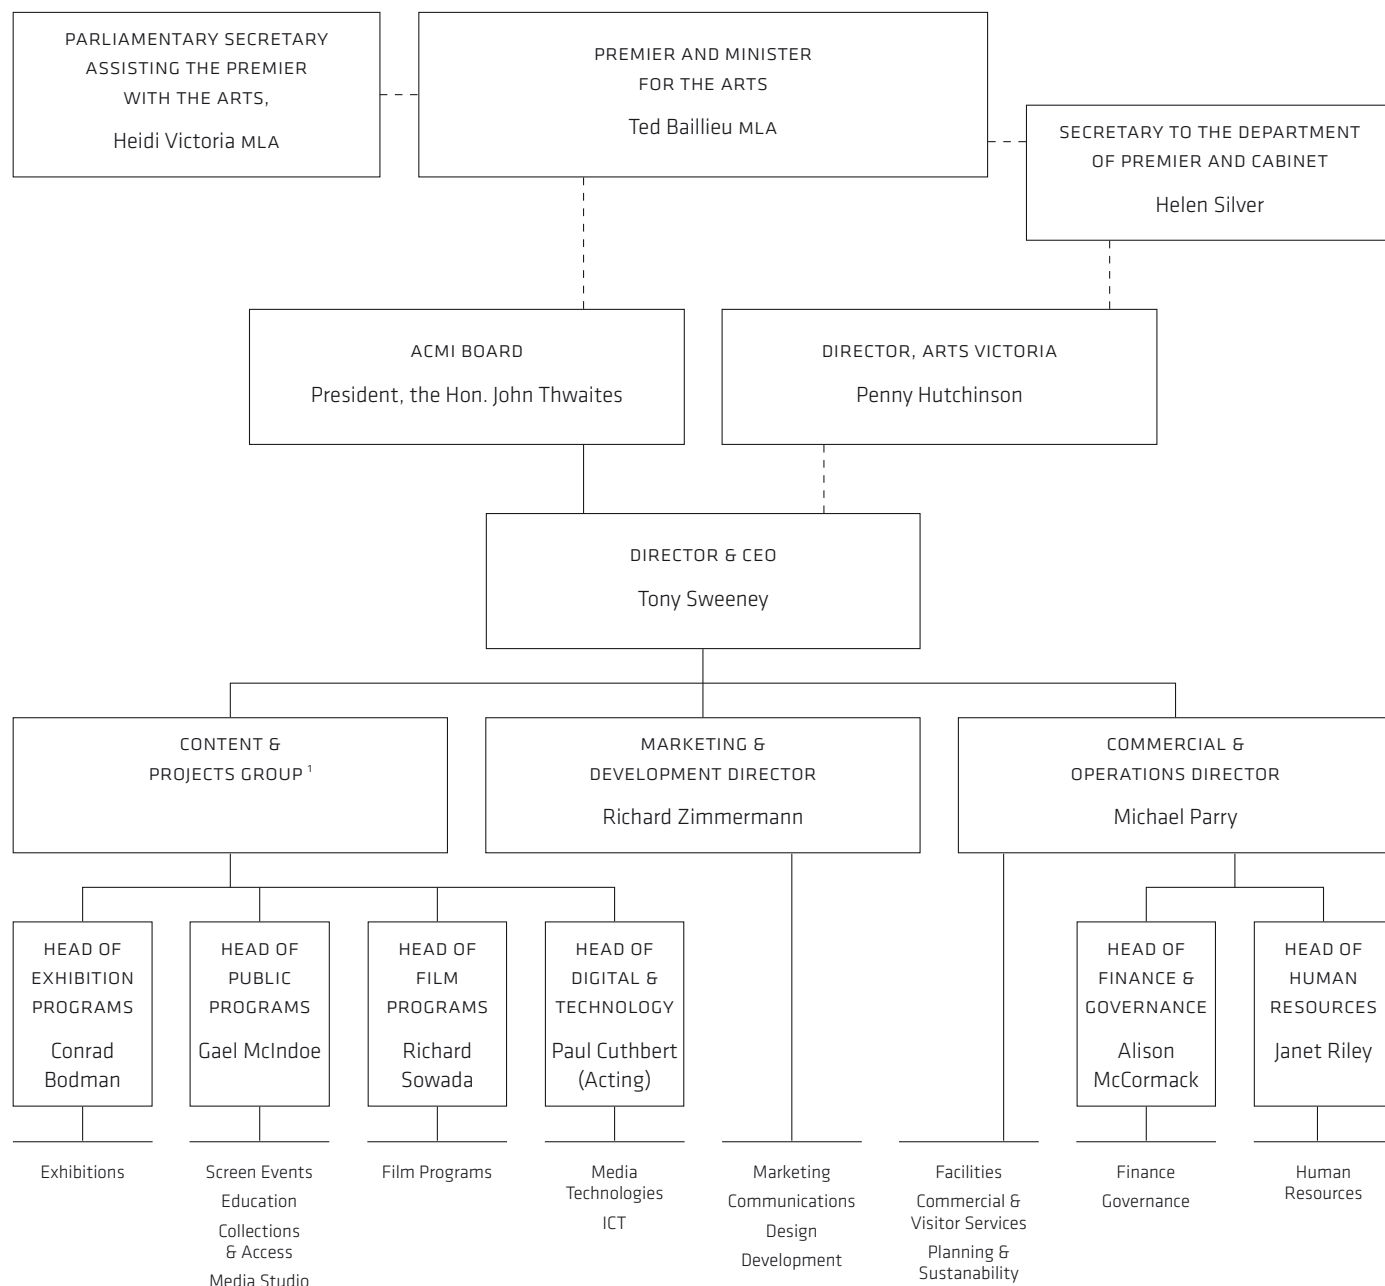 PARLIAMENTARY SECRETARY
ASSISTING THE PREMIER
WITH THE ARTS,
Heidi Victoria MLA
PREMIER AND MINISTER
FOR THE ARTS
Ted Baillieu MLA
SECRETARY TO THE DEPARTMENT
OF PREMIER AND CABINET
Helen Silver
ACMI BOARD
President, the Hon. John Thwaites
DIRECTOR, ARTS VICTORIA
Penny Hutchinson
DIRECTOR & CEO
Tony Sweeney
CONTENT &
PROJECTS GROUP ¹
MARKETING &
DEVELOPMENT DIRECTOR
Richard Zimmermann
COMMERCIAL &
OPERATIONS DIRECTOR
Michael Parry
HEAD OF
EXHIBITION
PROGRAMS
Conrad
Bodman
HEAD OF
PUBLIC
PROGRAMS
Gael McIndoe
HEAD OF
FILM
PROGRAMS
Richard
Sowada
HEAD OF
DIGITAL &
TECHNOLOGY
Paul Cuthbert
(Acting)
HEAD OF
FINANCE &
GOVERNANCE
Alison
McCormack
HEAD OF
HUMAN
RESOURCES
Janet Riley
Exhibitions
Screen Events
Education
Collections
& Access
Media Studio
Film Programs
Media
Technologies
ICT
Marketing
Communications
Design
Development
Facilities
Commercial &
Visitor Services
Planning &
Sustanability
Finance
Governance
Human
Resources